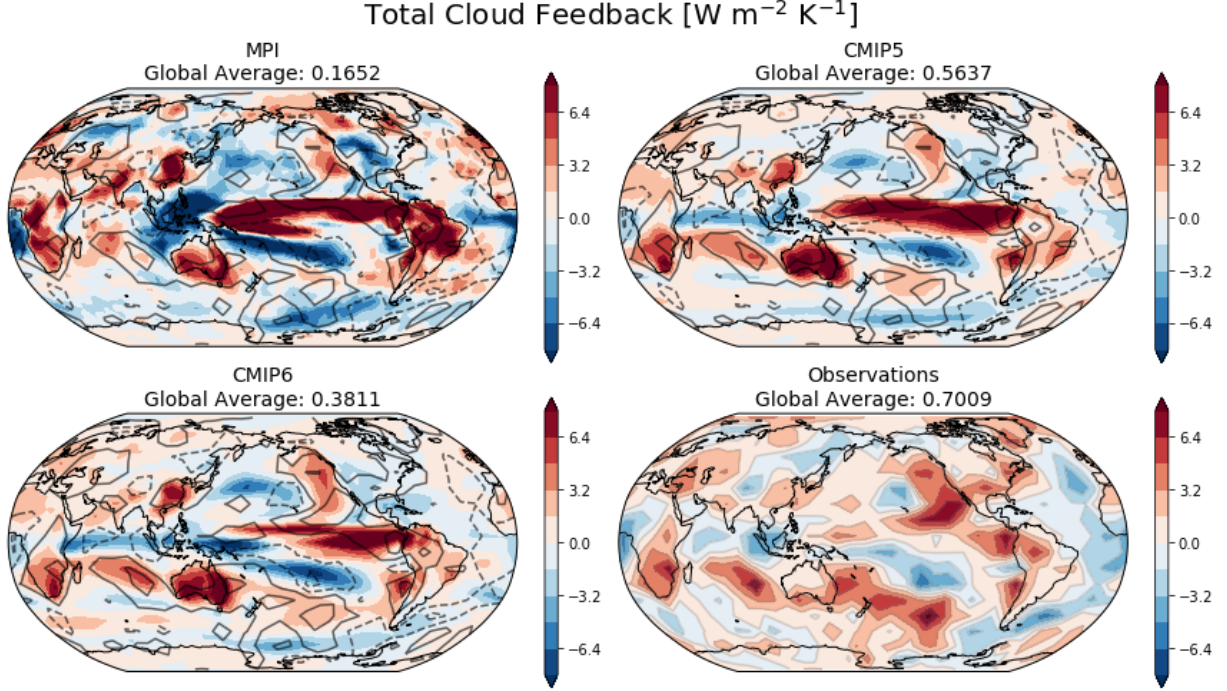 Total Cloud Feedback [W m⁻² K⁻¹]
MPI
Global Average: 0.1652
6.4
3.2
0.0
−3.2
−6.4
CMIP5
Global Average: 0.5637
6.4
3.2
0.0
−3.2
−6.4
CMIP6
Global Average: 0.3811
6.4
3.2
0.0
−3.2
−6.4
Observations
Global Average: 0.7009
6.4
3.2
0.0
−3.2
−6.4